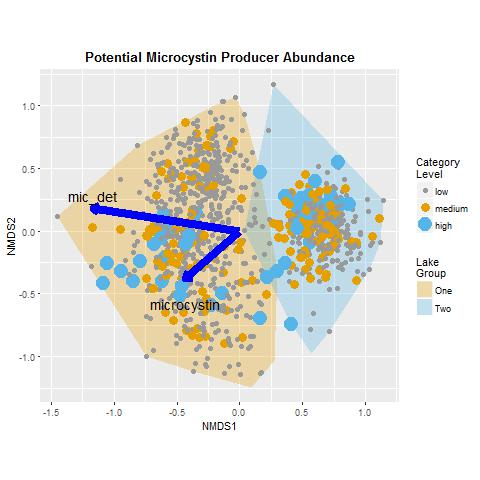 Potential Microcystin Producer Abundance
1.0
0.5
0.0
-0.5
-1.0
NMDS2
mic_det
microcystin
-1.5 -1.0 -0.5 0.0 0.5 1.0
NMDS1
Category
Level
low
medium
high
Lake
Group
One
Two